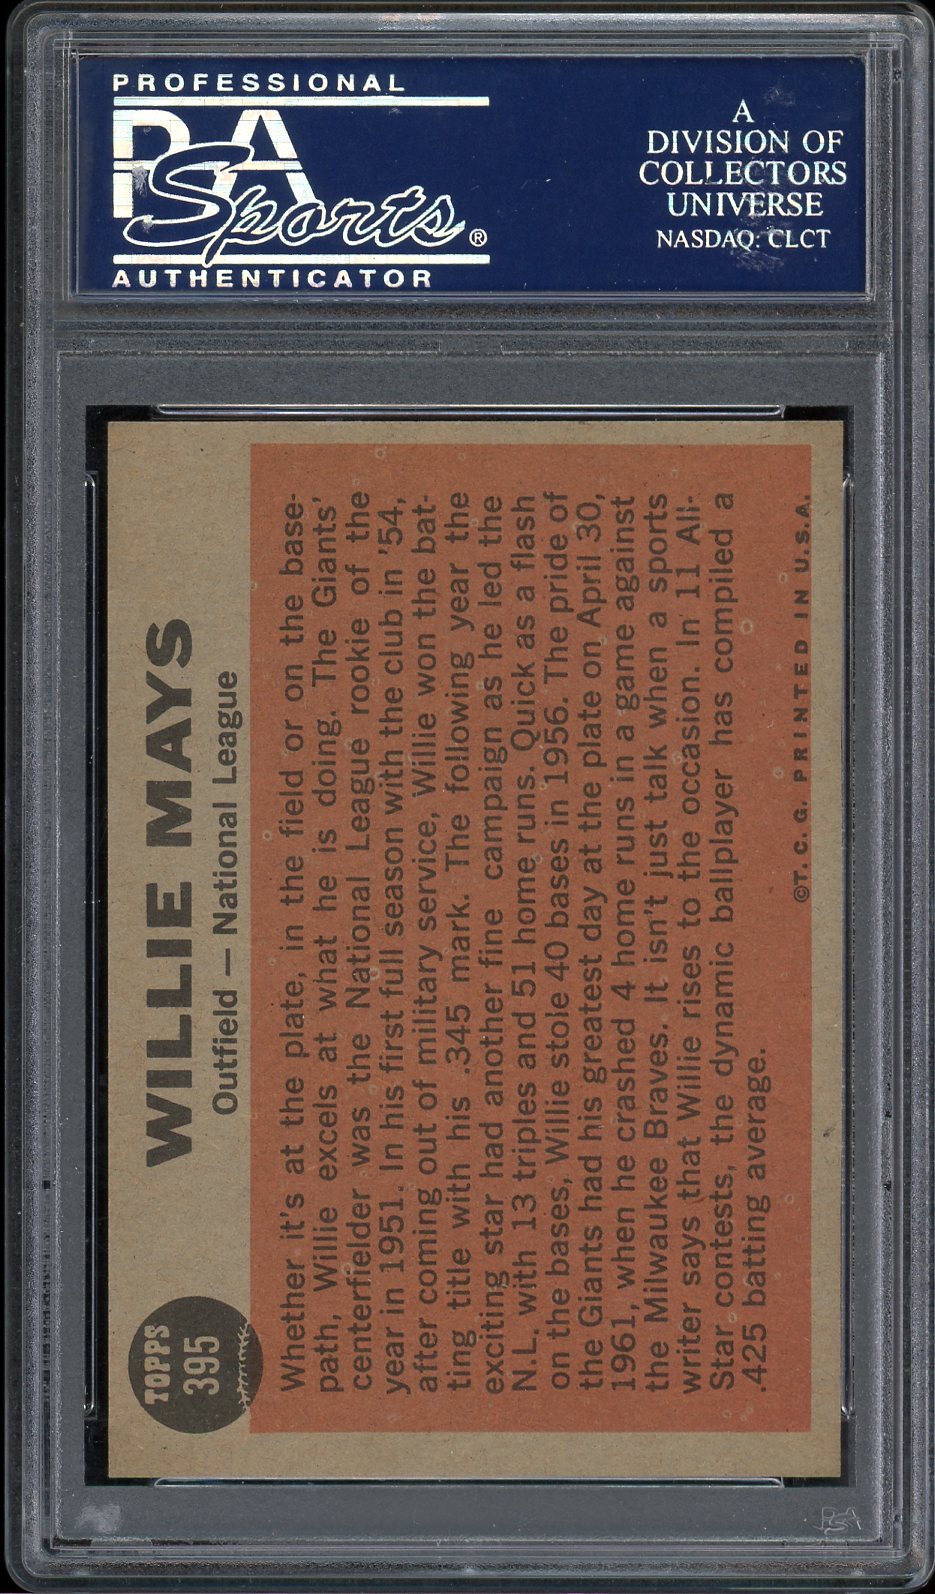 PROFESSIONAL
PSA
Sports®
AUTHENTICATOR
A
DIVISION OF
COLLECTORS
UNIVERSE
NASDAQ: CLCT
TOPPS
395
WILLIE MAYS
Outfield — National League
Whether it's at the plate, in the field or on the base-
path, Willie excels at what he is doing. The Giants'
centerfielder was the National League rookie of the
year in 1951. In his first full season with the club in '54,
after coming out of military service, Willie won the bat-
ting title with his .345 mark. The following year the
exciting star had another fine campaign as he led the
N.L. with 13 triples and 51 home runs. Quick as a flash
on the bases, Willie stole 40 bases in 1956. The pride of
the Giants had his greatest day at the plate on April 30,
1961, when he crashed 4 home runs in a game against
the Milwaukee Braves. It isn't just talk when a sports
writer says that Willie rises to the occasion. In 11 All-
Star contests, the dynamic ballplayer has compiled a
.425 batting average.
©T. C. G. PRINTED IN U.S.A.
PSA